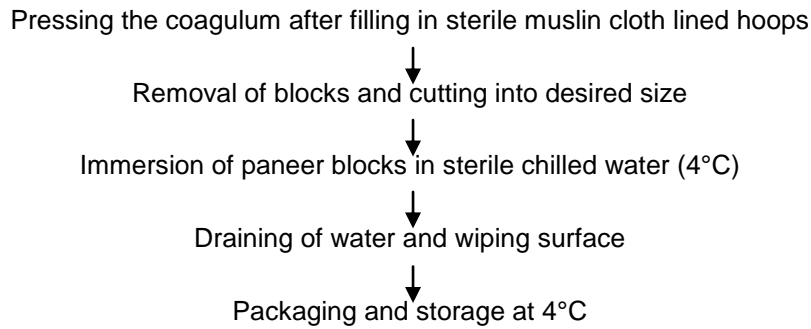 Pressing the coagulum after filling in sterile muslin cloth lined hoops
Removal of blocks and cutting into desired size
Immersion of paneer blocks in sterile chilled water (4°C)
Draining of water and wiping surface
Packaging and storage at 4°C